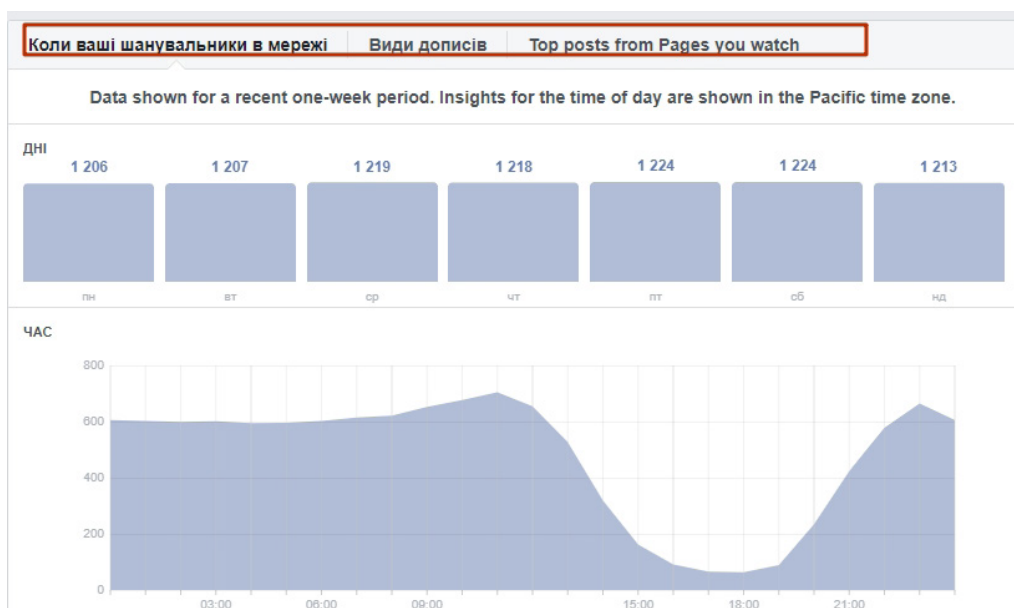 Коли ваші шанувальники в мережі Види дописів Top posts from Pages you watch
Data shown for a recent one-week period. Insights for the time of day are shown in the Pacific time zone.
ДНІ
1 206 1 207 1 219 1 218 1 224 1 224 1 213
пн вт ср чт пт сб нд
ЧАС
800
600
400
200
0
03:00 06:00 09:00 15:00 18:00 21:00